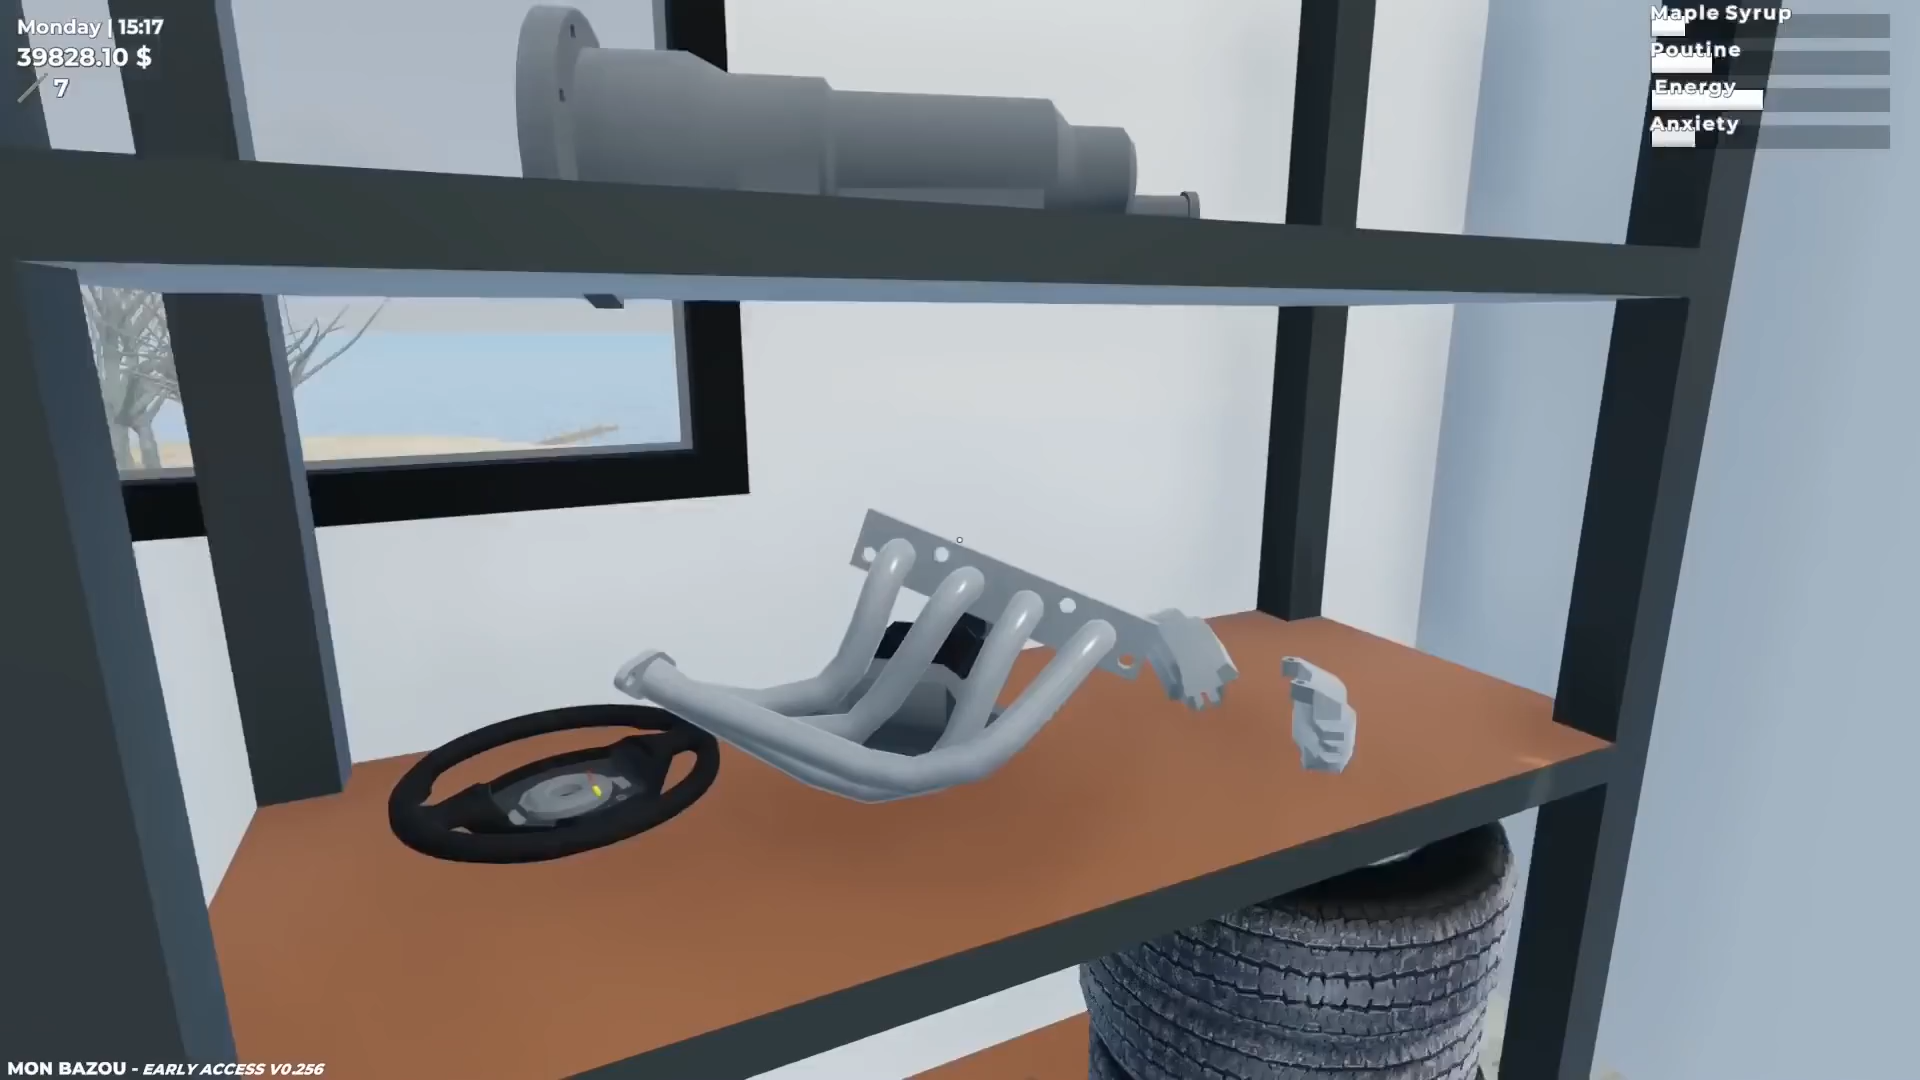 Monday | 15:17
39828.10 $
7
Maple Syrup
Poutine
Energy
Anxiety
MON BAZOU - EARLY ACCESS V0.256